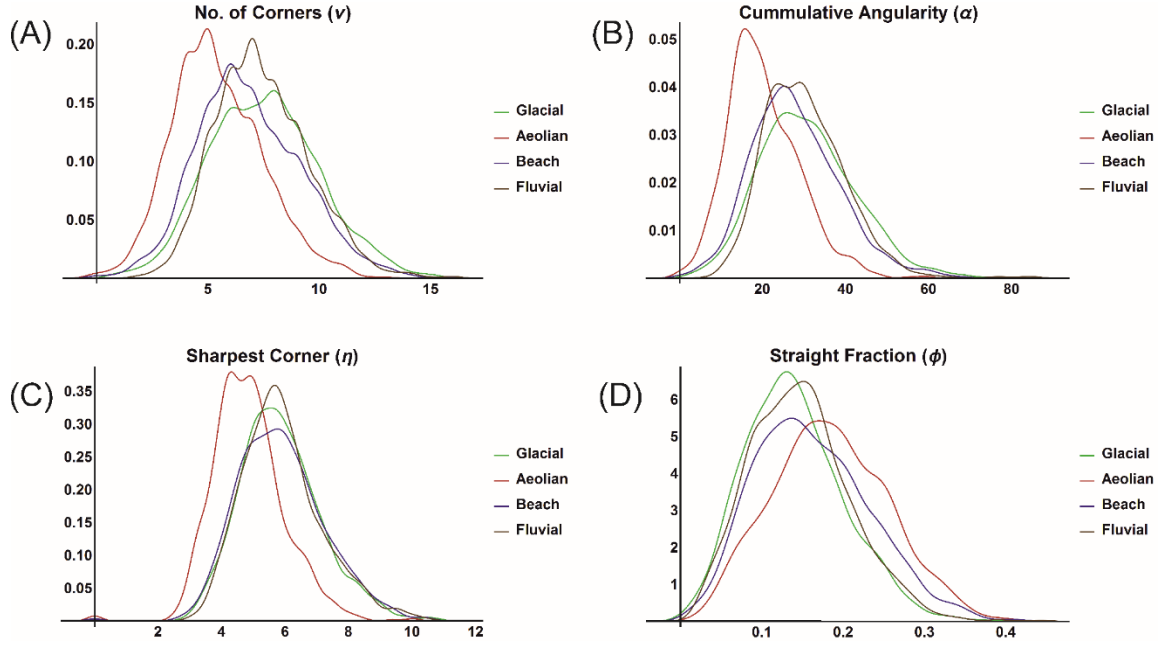 (A)
No. of Corners (v)
0.20
0.15
0.10
0.05
5
10
15
Glacial
Aeolian
Beach
Fluvial
(B)
Cummulative Angularity (α)
0.05
0.04
0.03
0.02
0.01
20
40
60
80
Glacial
Aeolian
Beach
Fluvial
(C)
Sharpest Corner (η)
0.35
0.30
0.25
0.20
0.15
0.10
0.05
2
4
6
8
10
12
Glacial
Aeolian
Beach
Fluvial
(D)
Straight Fraction (ϕ)
6
5
4
3
2
1
0.1
0.2
0.3
0.4
Glacial
Aeolian
Beach
Fluvial